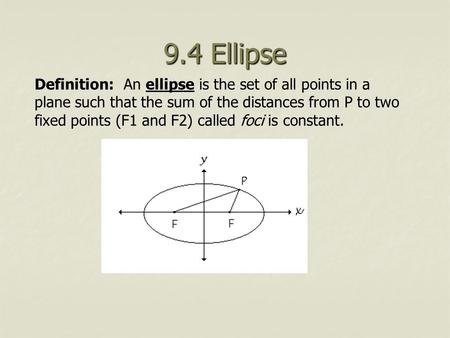 9.4 Ellipse
Definition:  An ellipse is the set of all points in a
plane such that the sum of the distances from P to two
fixed points (F1 and F2) called foci is constant.
y
P
x
F
F